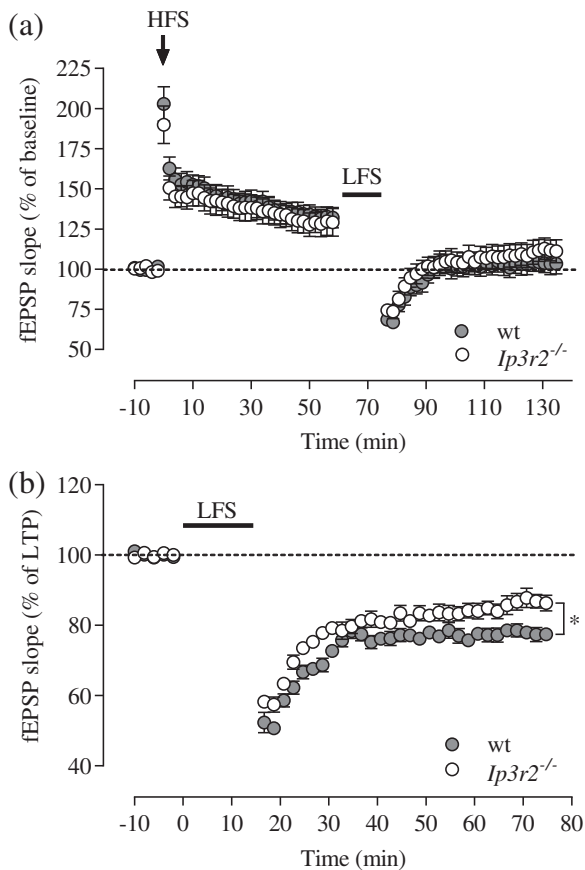 (a)
HFS
225
200
175
150
125
100
75
50
fEPSP slope (% of baseline)
LFS
wt
Ip3r2-/-
-10 10 30 50 70 90 110 130
Time (min)
(b)
120
100
80
60
40
fEPSP slope (% of LTP)
LFS
*
wt
Ip3r2-/-
-10 0 10 20 30 40 50 60 70 80
Time (min)